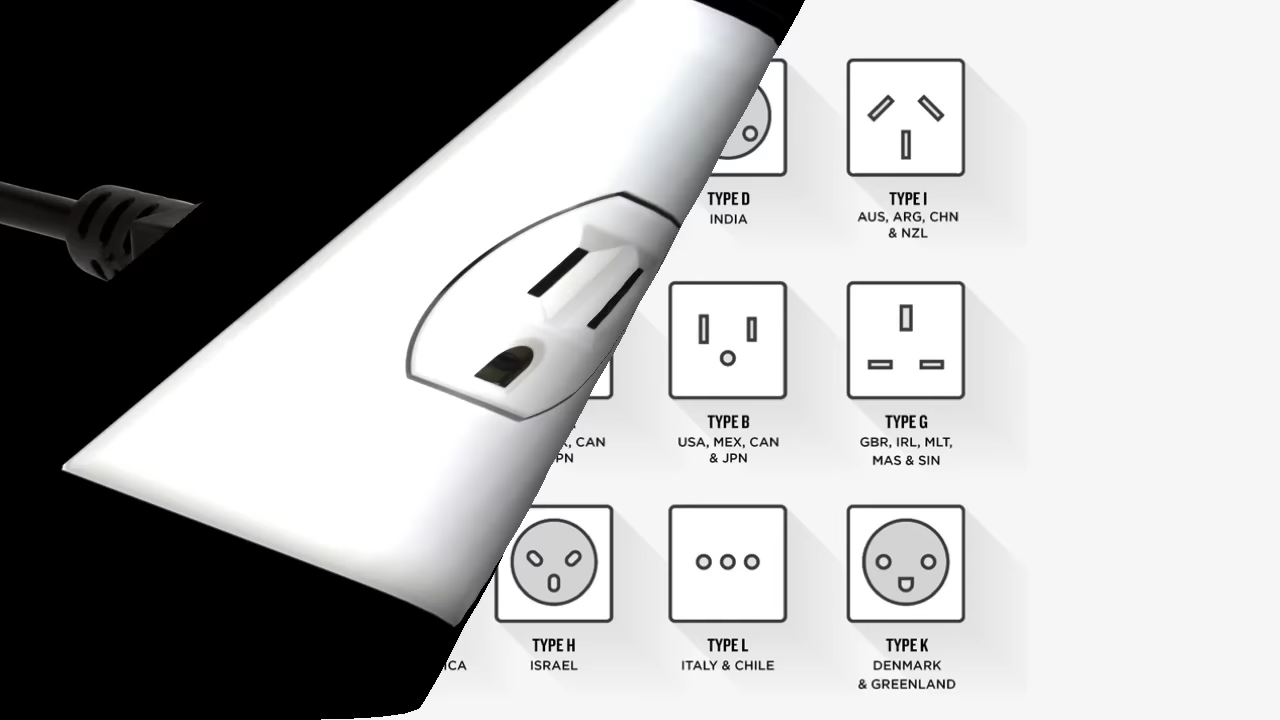 TYPE D
INDIA
TYPE I
AUS, ARG, CHN
& NZL
CAN
TYPE B
USA, MEX, CAN
& JPN
TYPE G
GBR, IRL, MLT,
MAS & SIN
TYPE H
ISRAEL
TYPE L
ITALY & CHILE
TYPE K
DENMARK
& GREENLAND